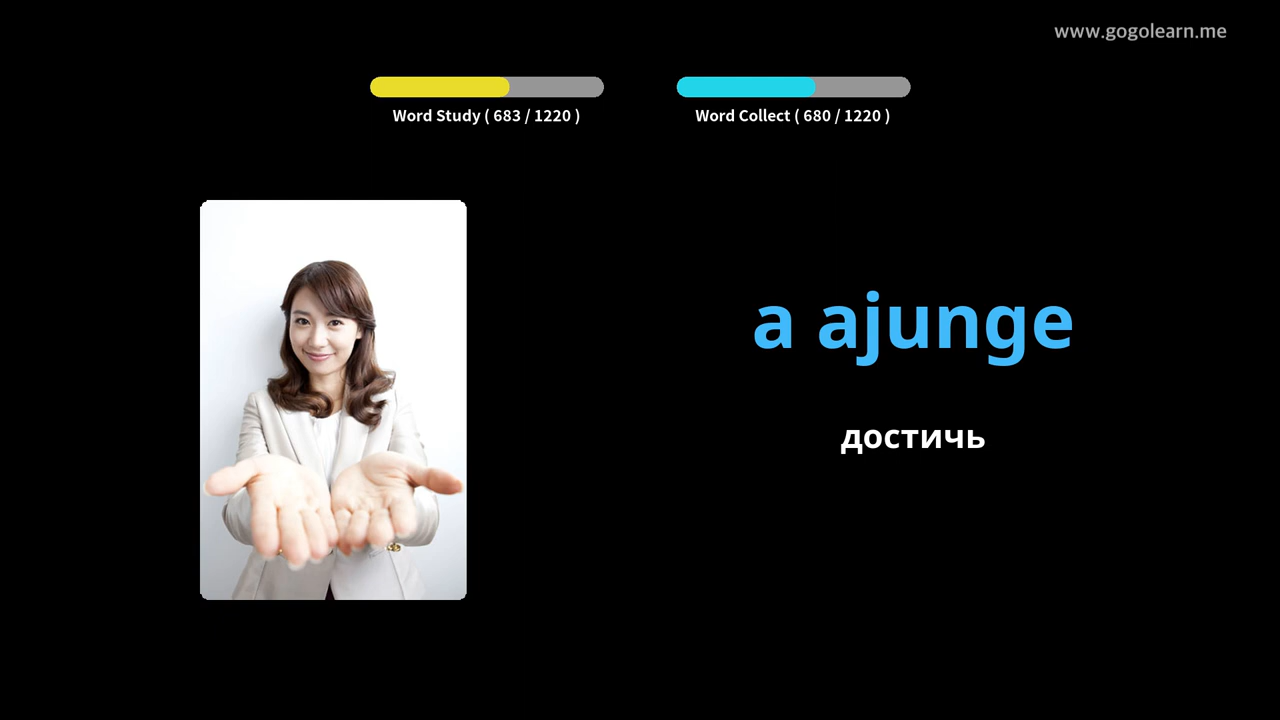 www.gogolearn.me
Word Study ( 683 / 1220 )
Word Collect ( 680 / 1220 )
a ajunge
достичь